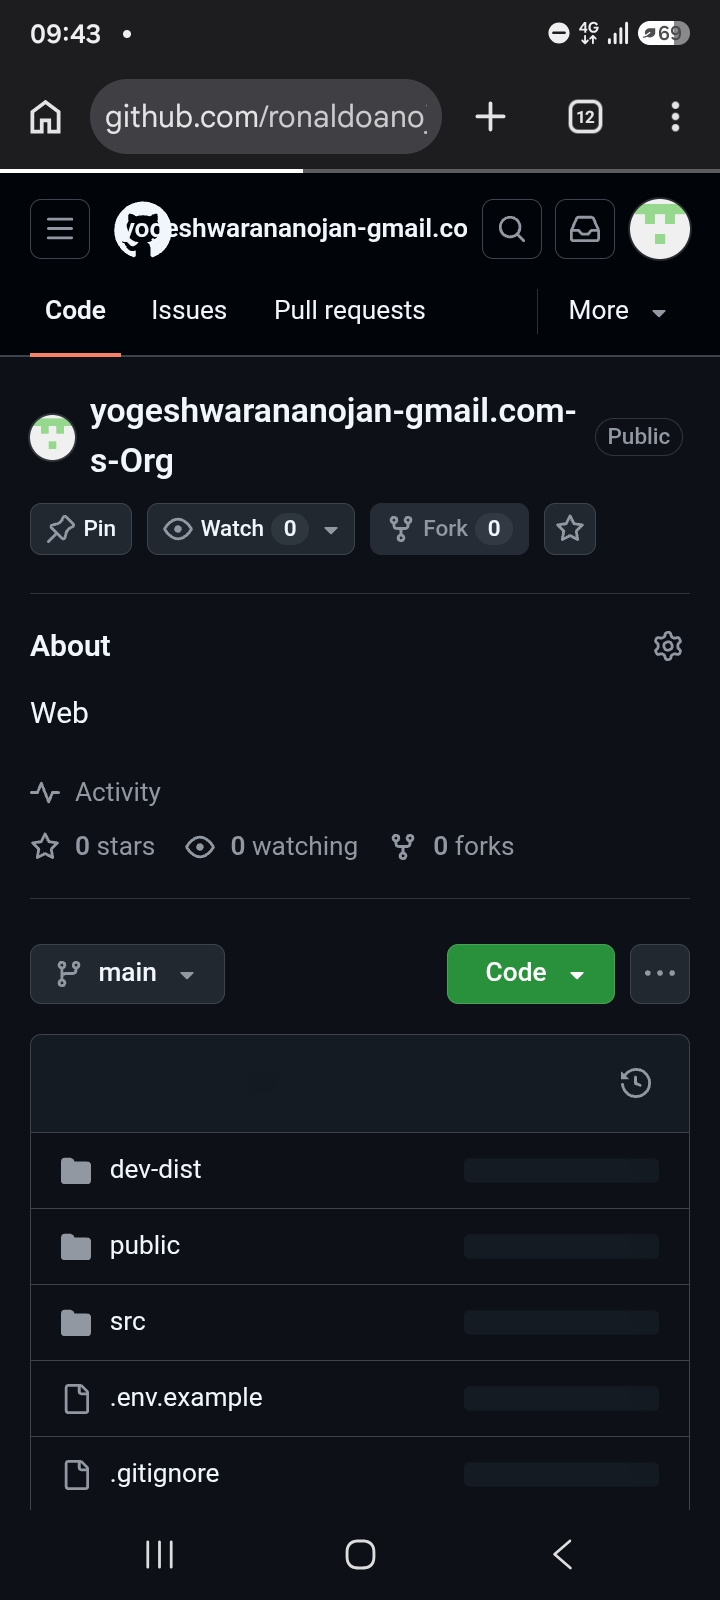 09:43
4G
69
github.com/ronaldoano
12
yogeshwarananojan-gmail.co
Code Issues Pull requests More
yogeshwarananojan-gmail.com-
s-Org
Public
Pin Watch 0 Fork 0
About
Web
Activity
0 stars 0 watching 0 forks
main Code
dev-dist
public
src
.env.example
.gitignore